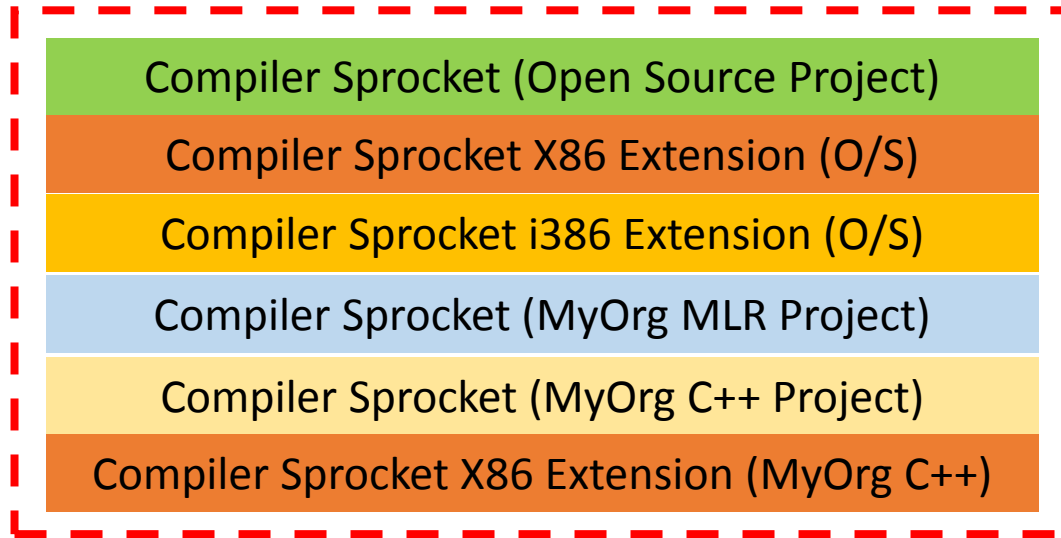 Compiler Sprocket (Open Source Project)
Compiler Sprocket X86 Extension (O/S)
Compiler Sprocket i386 Extension (O/S)
Compiler Sprocket (MyOrg MLR Project)
Compiler Sprocket (MyOrg C++ Project)
Compiler Sprocket X86 Extension (MyOrg C++)